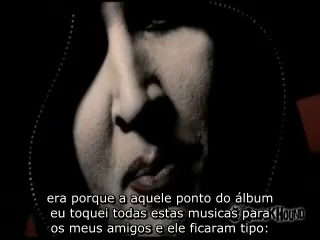 era porque a aquele ponto do álbum
eu toquei todas estas musicas para
os meus amigos e ele ficaram tipo: